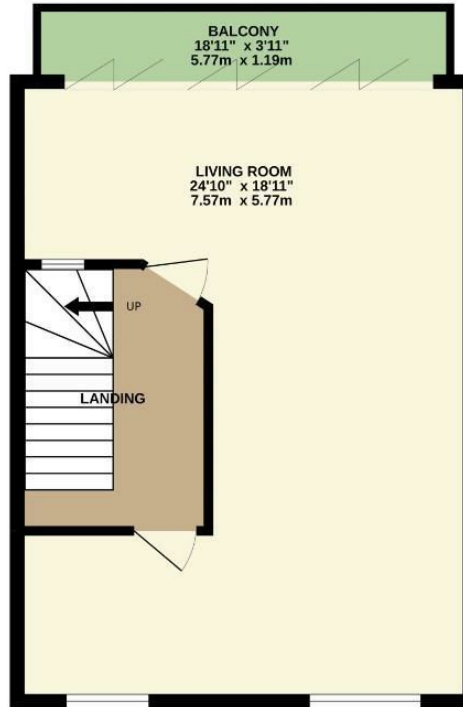 BALCONY
18'11" x 3'11"
5.77m x 1.19m
LIVING ROOM
24'10" x 18'11"
7.57m x 5.77m
UP
LANDING